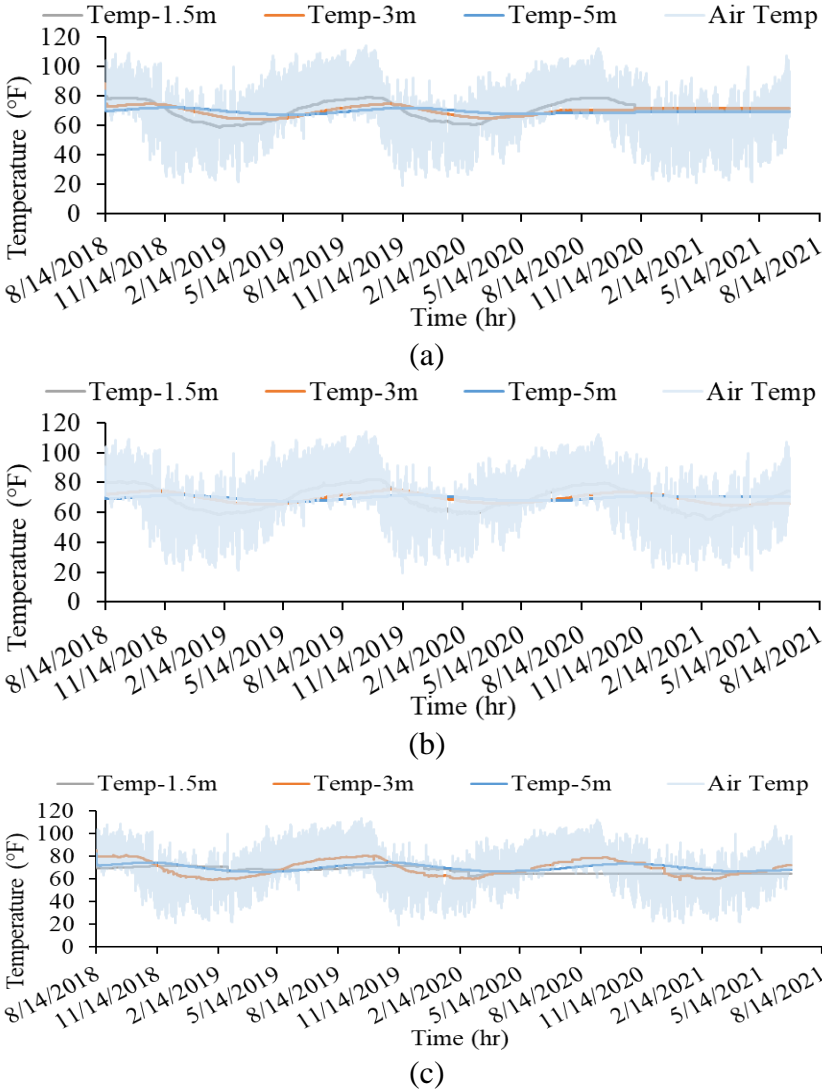 Temp-1.5m Temp-3m Temp-5m Air Temp
Temperature (°F)
120
100
80
60
40
20
0
8/14/2018 11/14/2018 2/14/2019 5/14/2019 8/14/2019 11/14/2019 2/14/2020 5/14/2020 8/14/2020 11/14/2020 2/14/2021 5/14/2021 8/14/2021
Time (hr)
(a)
Temp-1.5m Temp-3m Temp-5m Air Temp
Temperature (°F)
120
100
80
60
40
20
0
8/14/2018 11/14/2018 2/14/2019 5/14/2019 8/14/2019 11/14/2019 2/14/2020 5/14/2020 8/14/2020 11/14/2020 2/14/2021 5/14/2021 8/14/2021
Time (hr)
(b)
Temp-1.5m Temp-3m Temp-5m Air Temp
Temperature (°F)
120
100
80
60
40
20
0
8/14/2018 11/14/2018 2/14/2019 5/14/2019 8/14/2019 11/14/2019 2/14/2020 5/14/2020 8/14/2020 11/14/2020 2/14/2021 5/14/2021 8/14/2021
Time (hr)
(c)